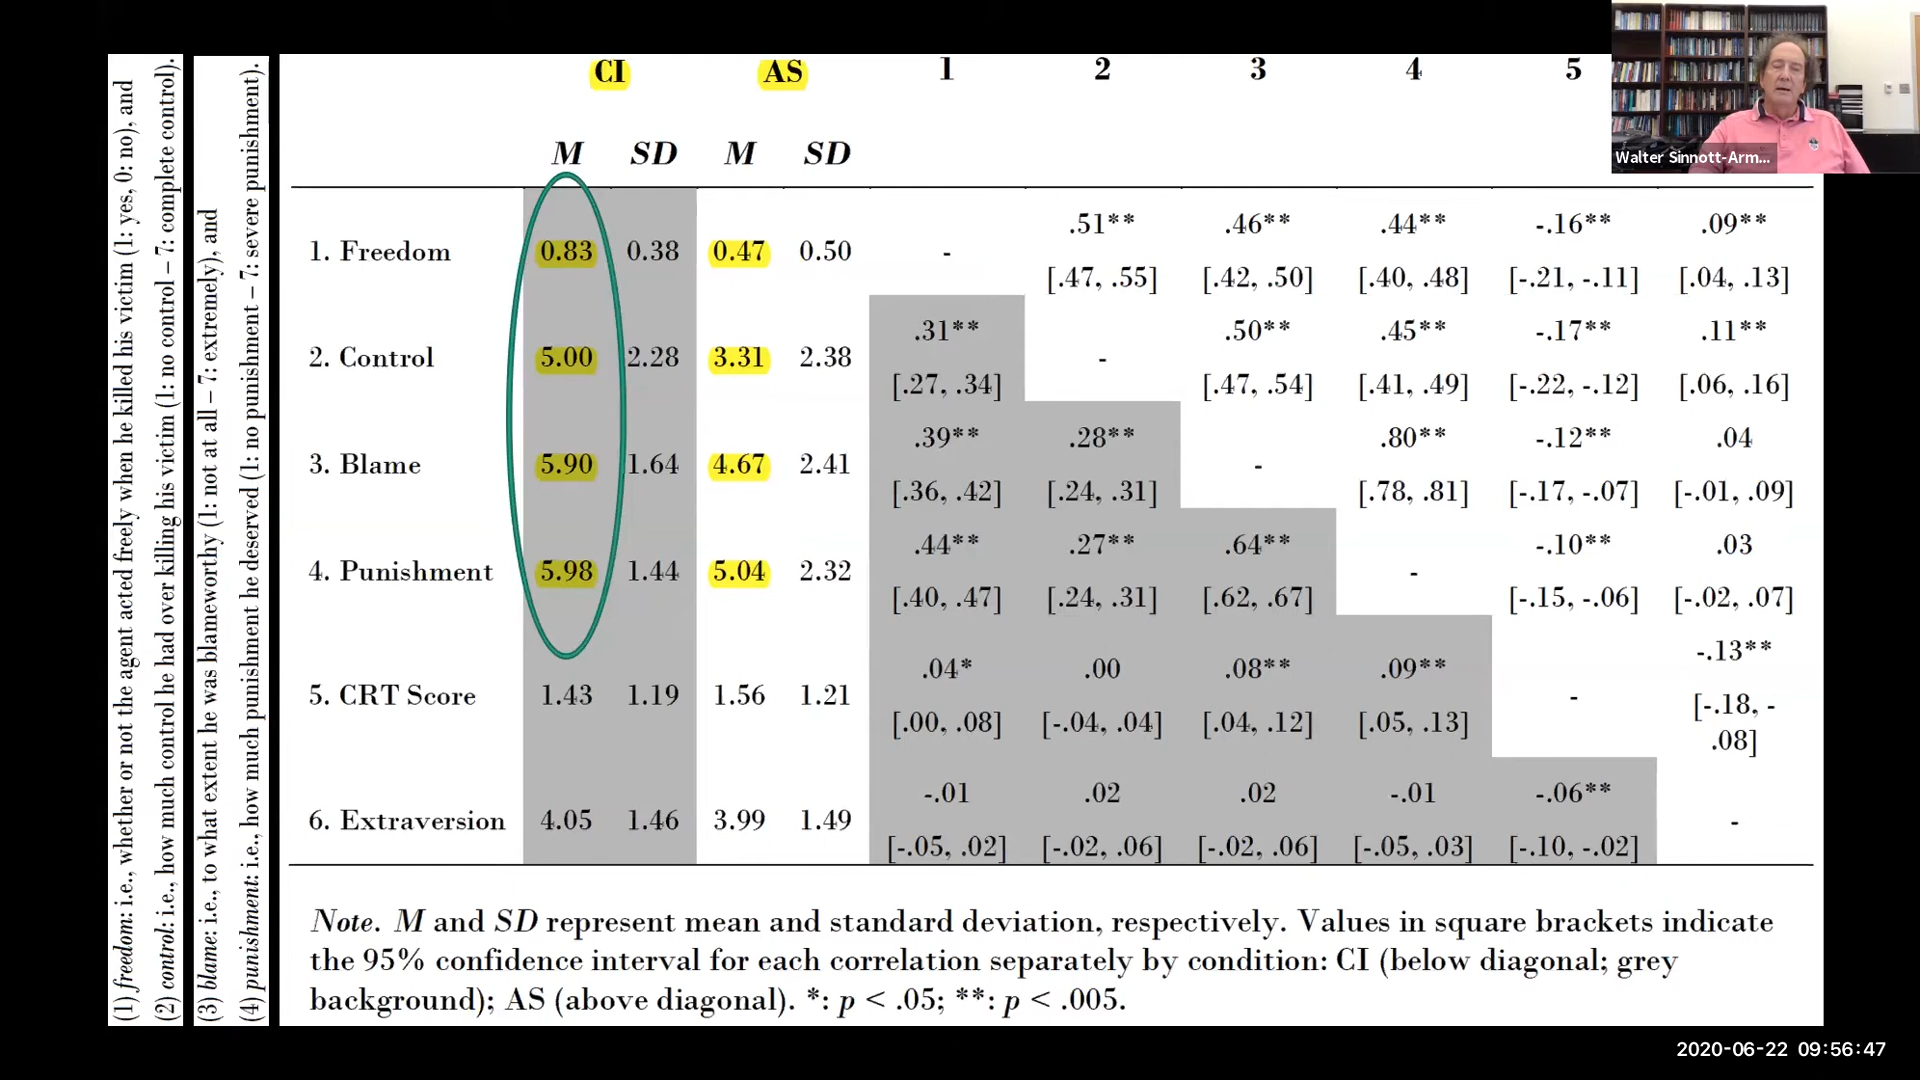 (1) freedom: i.e., whether or not the agent acted freely when he killed his victim (1: yes, 0: no), and
(2) control: i.e., how much control he had over killing his victim (1: no control – 7: complete control).
(3) blame: i.e., to what extent he was blameworthy (1: not at all – 7: extremely), and
(4) punishment: i.e., how much punishment he deserved (1: no punishment – 7: severe punishment).
CI AS 1 2 3 4 5
M SD M SD
.51** .46** .44** -.16** .09**
1. Freedom 0.83 0.38 0.47 0.50 -
[.47, .55] [.42, .50] [.40, .48] [-.21, -.11] [.04, .13]
.31** .50** .45** -.17** .11**
2. Control 5.00 2.28 3.31 2.38 -
[.27, .34] [.47, .54] [.41, .49] [-.22, -.12] [.06, .16]
.39** .28** .80** -.12** .04
3. Blame 5.90 1.64 4.67 2.41 -
[.36, .42] [.24, .31] [.78, .81] [-.17, -.07] [-.01, .09]
.44** .27** .64** -.10** .03
4. Punishment 5.98 1.44 5.04 2.32 -
[.40, .47] [.24, .31] [.62, .67] [-.15, -.06] [-.02, .07]
.04* .00 .08** .09** -.13**
5. CRT Score 1.43 1.19 1.56 1.21 -
[.00, .08] [-.04, .04] [.04, .12] [.05, .13] [-.18, -
.08]
-.01 .02 .02 -.01 -.06**
6. Extraversion 4.05 1.46 3.99 1.49 -
[-.05, .02] [-.02, .06] [-.02, .06] [-.05, .03] [-.10, -.02]
Note. M and SD represent mean and standard deviation, respectively. Values in square brackets indicate
the 95% confidence interval for each correlation separately by condition: CI (below diagonal; grey
background); AS (above diagonal). *: p < .05; **: p < .005.
Walter Sinnott-Arm...
2020-06-22 09:56:47